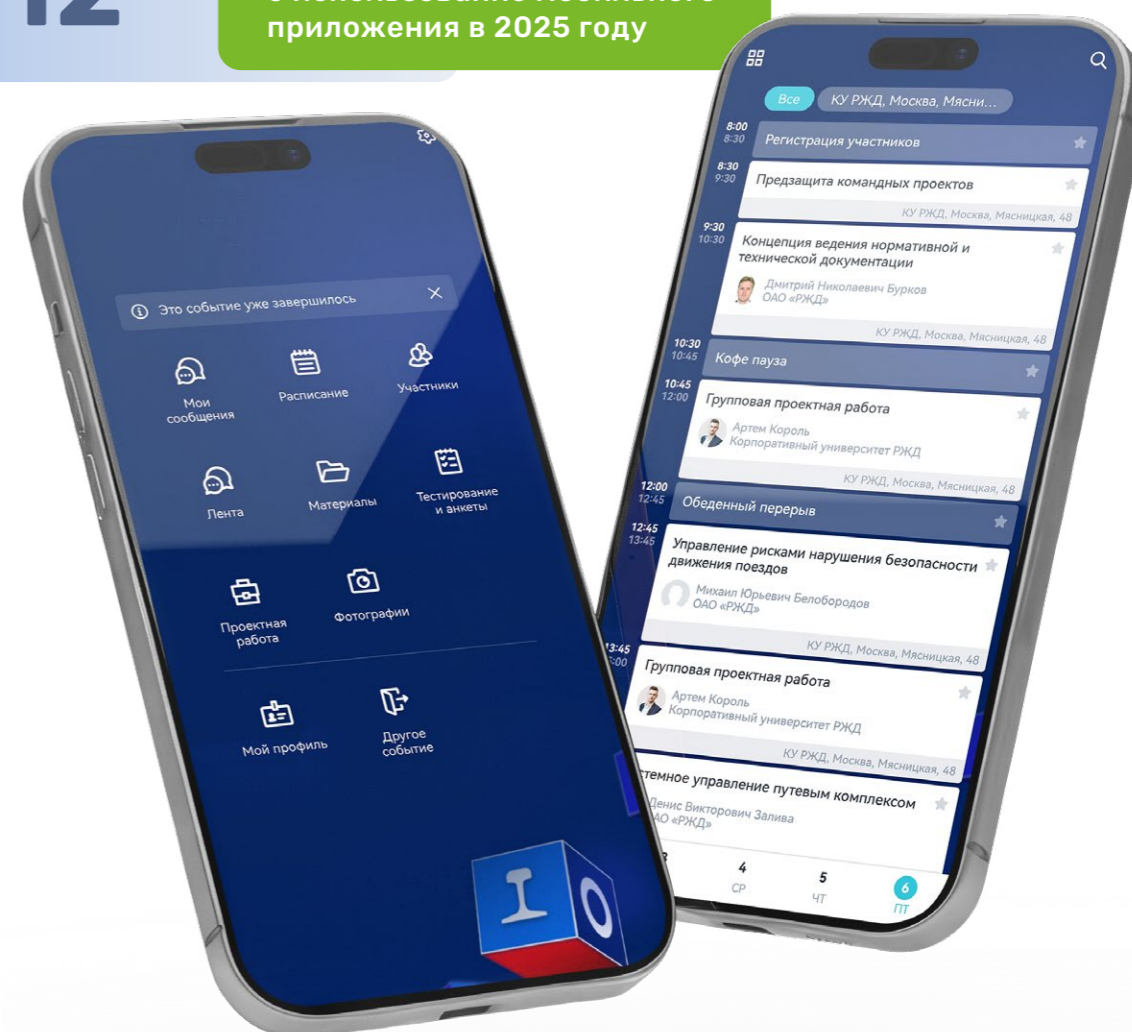 12
с использование мобильного
приложения в 2025 году
Это событие уже завершилось
Мои
сообщения
Расписание
Участники
Лента
Материалы
Тестирование
и анкеты
Проектная
работа
Фотографии
Мой профиль
Другое
событие
Все
КУ РЖД, Москва, Мясни...
8:00
8:30
Регистрация участников
8:30
9:30
Предзащита командных проектов
КУ РЖД, Москва, Мясницкая, 48
9:30
10:30
Концепция ведения нормативной и
технической документации
Дмитрий Николаевич Бурков
ОАО «РЖД»
КУ РЖД, Москва, Мясницкая, 48
10:30
10:45
Кофе пауза
10:45
12:00
Групповая проектная работа
Артем Король
Корпоративный университет РЖД
КУ РЖД, Москва, Мясницкая, 48
12:00
12:45
Обеденный перерыв
12:45
13:45
Управление рисками нарушения безопасности
движения поездов
Михаил Юрьевич Белобородов
ОАО «РЖД»
КУ РЖД, Москва, Мясницкая, 48
13:45
Групповая проектная работа
Артем Король
Корпоративный университет РЖД
КУ РЖД, Москва, Мясницкая, 48
управление путевым комплексом
Денис Викторович Залива
«РЖД»
4
СР
5
ЧТ
6
ПТ